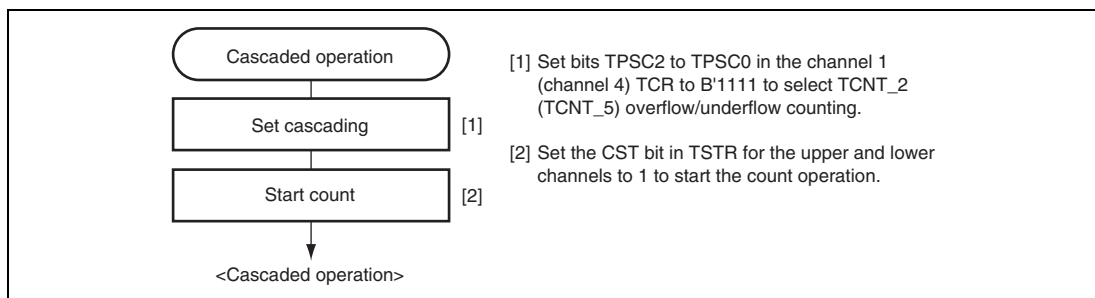 Cascaded operation
Set cascading
[1]
Start count
[2]
<Cascaded operation>
[1] Set bits TPSC2 to TPSC0 in the channel 1
(channel 4) TCR to B'1111 to select TCNT_2
(TCNT_5) overflow/underflow counting.
[2] Set the CST bit in TSTR for the upper and lower
channels to 1 to start the count operation.